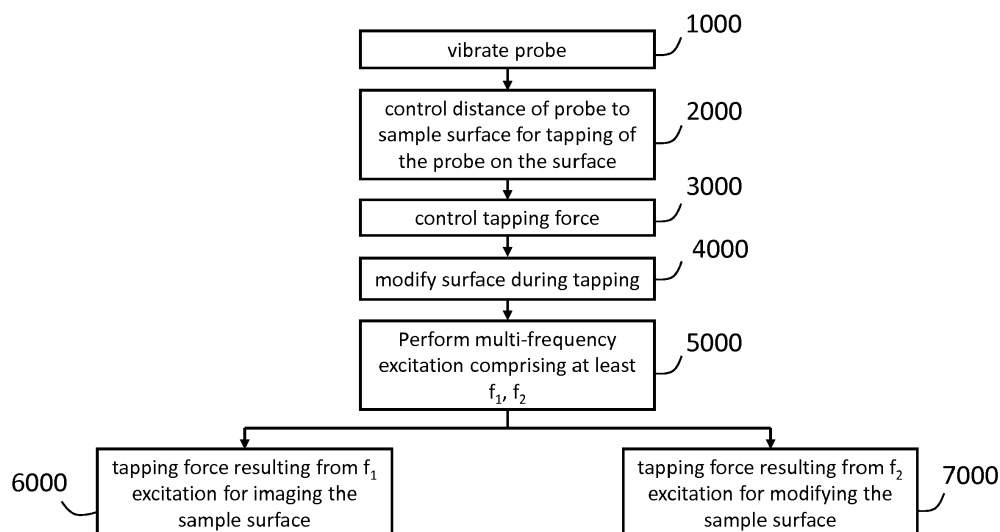 1000
vibrate probe
control distance of probe to
sample surface for tapping of
the probe on the surface
2000
3000
control tapping force
4000
modify surface during tapping
Perform multi-frequency
excitation comprising at least
f₁, f₂
5000
6000
tapping force resulting from f₁
excitation for imaging the
sample surface
tapping force resulting from f₂
excitation for modifying the
sample surface
7000